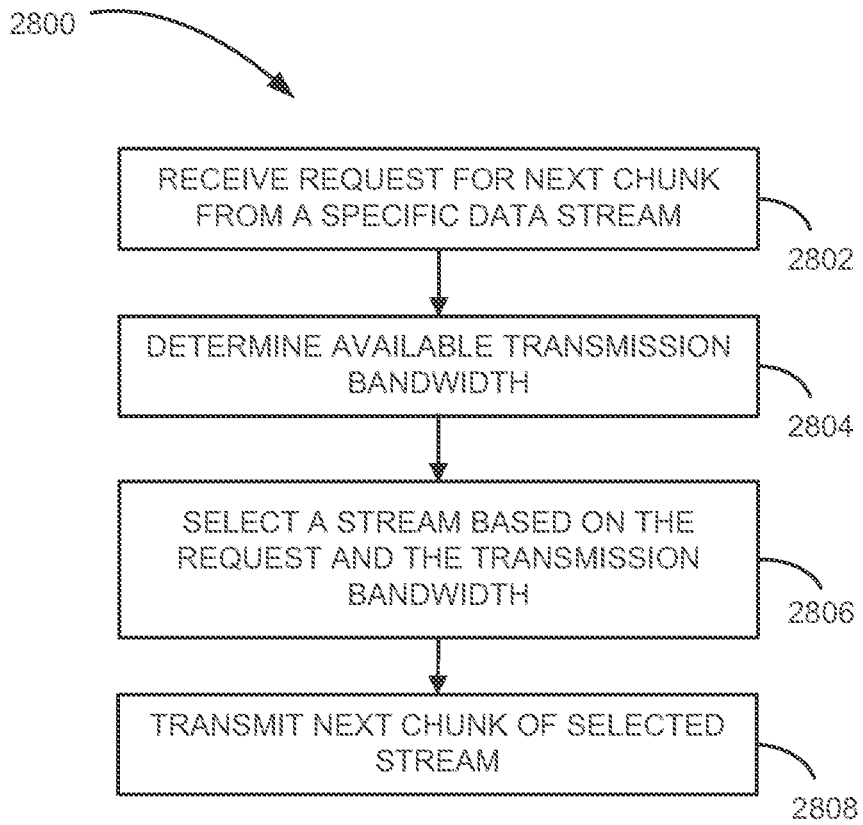 2800
RECEIVE REQUEST FOR NEXT CHUNK
FROM A SPECIFIC DATA STREAM
2802
DETERMINE AVAILABLE TRANSMISSION
BANDWIDTH
2804
SELECT A STREAM BASED ON THE
REQUEST AND THE TRANSMISSION
BANDWIDTH
2806
TRANSMIT NEXT CHUNK OF SELECTED
STREAM
2808